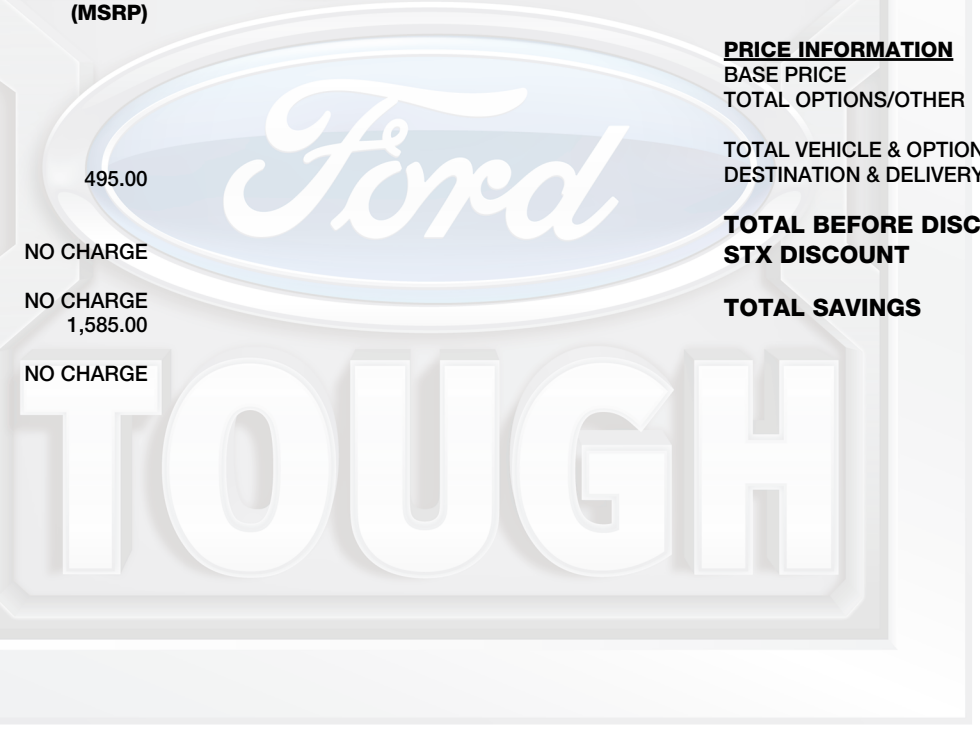 (MSRP)
495.00
NO CHARGE
NO CHARGE
1,585.00
NO CHARGE
PRICE INFORMATION
BASE PRICE
TOTAL OPTIONS/OTHER
TOTAL VEHICLE & OPTION
DESTINATION & DELIVERY
TOTAL BEFORE DISC
STX DISCOUNT
TOTAL SAVINGS
Ford
TOUGH